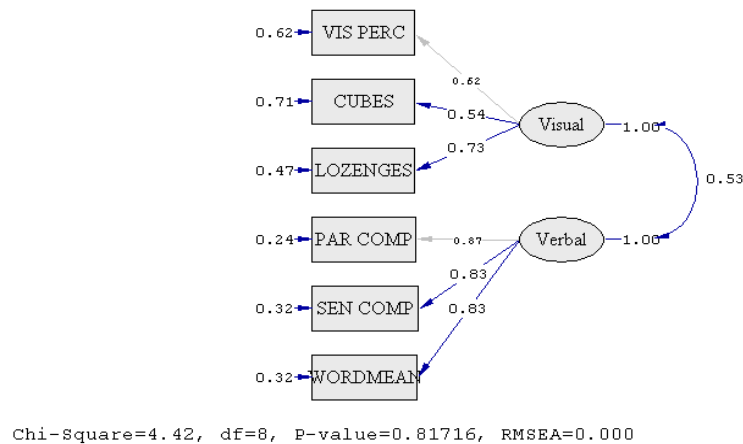 0.62 VIS PERC
0.62
0.71 CUBES
0.54
Visual 1.00
0.73
0.47 LOZENGES
0.53
0.24 PAR COMP
0.87
Verbal 1.00
0.83
0.32 SEN COMP
0.83
0.32 WORDMEAN
Chi-Square=4.42, df=8, P-value=0.81716, RMSEA=0.000